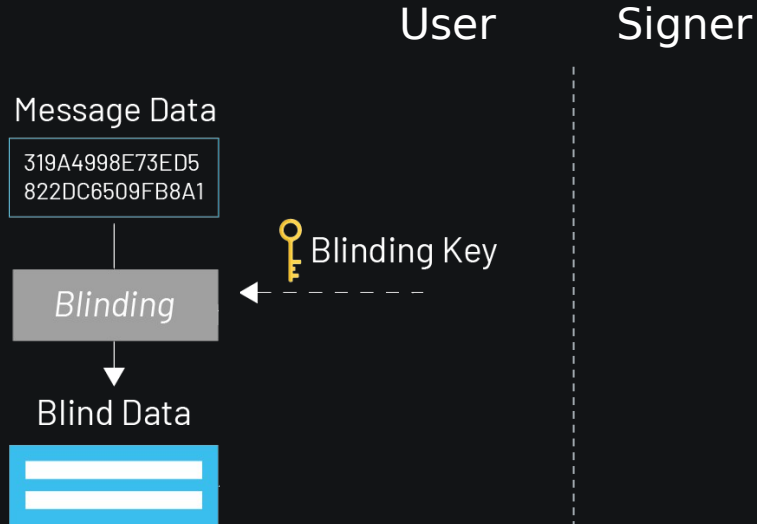 User
Signer
Message Data
319A4998E73ED5
822DC6509FB8A1
Blinding Key
Blinding
Blind Data